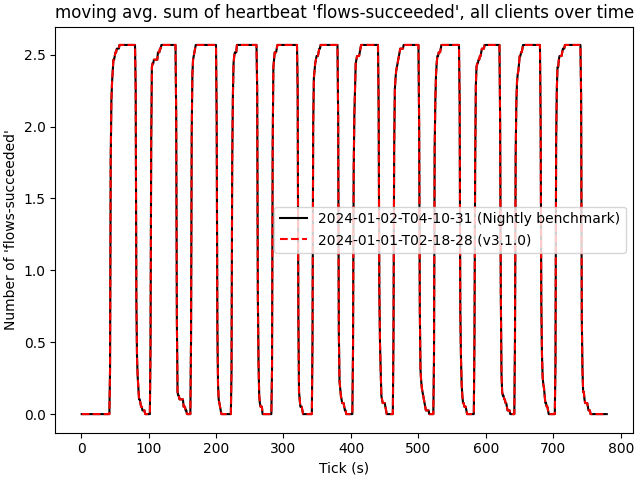 moving avg. sum of heartbeat 'flows-succeeded', all clients over time
2.5
2.0
1.5
1.0
0.5
0.0
Number of 'flows-succeeded'
2024-01-02-T04-10-31 (Nightly benchmark)
2024-01-01-T02-18-28 (v3.1.0)
0 100 200 300 400 500 600 700 800
Tick (s)